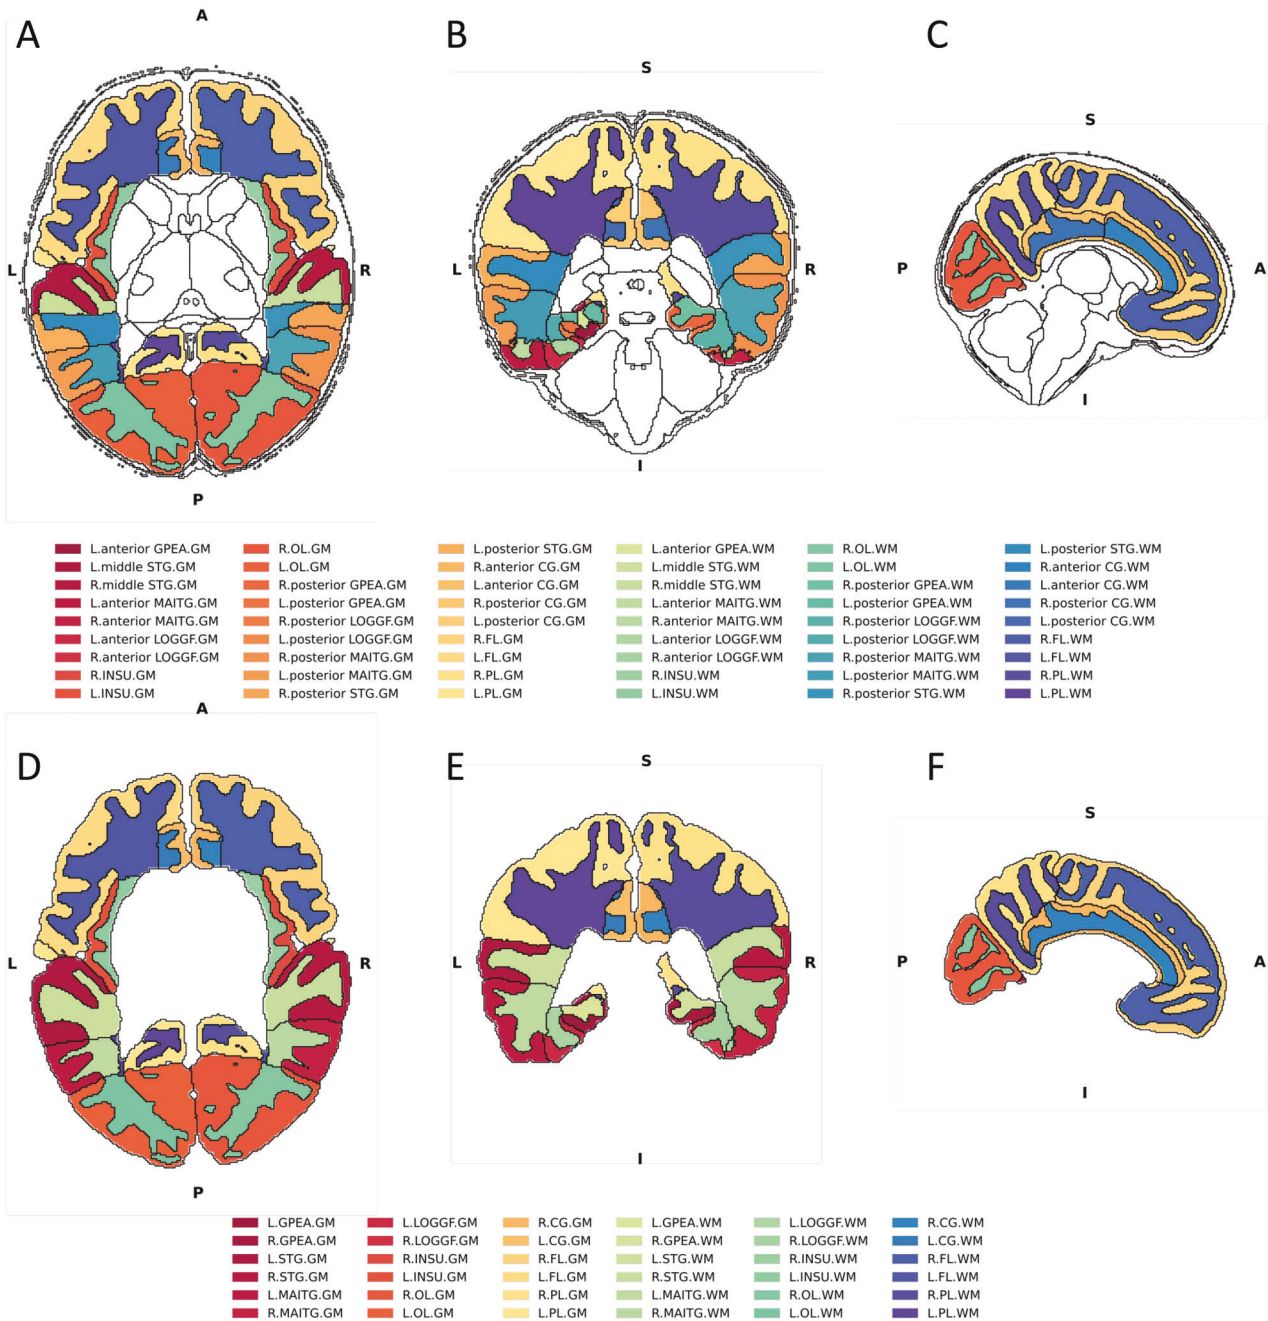 A
A
B
C
S
S
L
R
L
R
P
A
I
I
P
L.anterior GPEA.GM
L.middle STG.GM
R.middle STG.GM
L.anterior MAITG.GM
R.anterior MAITG.GM
L.anterior LOGGF.GM
R.anterior LOGGF.GM
R.INSU.GM
L.INSU.GM
R.OL.GM
L.OL.GM
R.posterior GPEA.GM
L.posterior GPEA.GM
R.posterior LOGGF.GM
L.posterior LOGGF.GM
R.posterior MAITG.GM
L.posterior MAITG.GM
R.posterior STG.GM
L.posterior STG.GM
R.anterior CG.GM
L.anterior CG.GM
R.posterior CG.GM
L.posterior CG.GM
R.FL.GM
L.FL.GM
R.PL.GM
L.PL.GM
L.anterior GPEA.WM
L.middle STG.WM
R.middle STG.WM
L.anterior MAITG.WM
R.anterior MAITG.WM
L.anterior LOGGF.WM
R.anterior LOGGF.WM
R.INSU.WM
L.INSU.WM
R.OL.WM
L.OL.WM
R.posterior GPEA.WM
L.posterior GPEA.WM
R.posterior LOGGF.WM
L.posterior LOGGF.WM
R.posterior MAITG.WM
L.posterior MAITG.WM
R.posterior STG.WM
L.posterior STG.WM
R.anterior CG.WM
L.anterior CG.WM
R.posterior CG.WM
L.posterior CG.WM
R.FL.WM
L.FL.WM
R.PL.WM
L.PL.WM
A
D
E
F
S
S
L
L
R
R
P
A
I
I
P
L.GPEA.GM
R.GPEA.GM
L.STG.GM
R.STG.GM
L.MAITG.GM
R.MAITG.GM
L.LOGGF.GM
R.LOGGF.GM
R.INSU.GM
L.INSU.GM
R.OL.GM
L.OL.GM
R.CG.GM
L.CG.GM
R.FL.GM
L.FL.GM
R.PL.GM
L.PL.GM
L.GPEA.WM
R.GPEA.WM
L.STG.WM
R.STG.WM
L.MAITG.WM
R.MAITG.WM
L.LOGGF.WM
R.LOGGF.WM
R.INSU.WM
L.INSU.WM
R.OL.WM
L.OL.WM
R.CG.WM
L.CG.WM
R.FL.WM
L.FL.WM
R.PL.WM
L.PL.WM